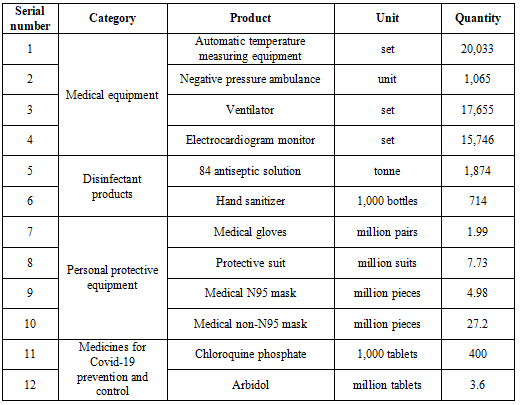 Serial number Category Product Unit Quantity
1 Medical equipment Automatic temperature measuring equipment set 20,033
2 Negative pressure ambulance unit 1,065
3 Ventilator set 17,655
4 Electrocardiogram monitor set 15,746
5 Disinfectant products 84 antiseptic solution tonne 1,874
6 Hand sanitizer 1,000 bottles 714
7 Personal protective equipment Medical gloves million pairs 1.99
8 Protective suit million suits 7.73
9 Medical N95 mask million pieces 4.98
10 Medical non-N95 mask million pieces 27.2
11 Medicines for Covid-19 prevention and control Chloroquine phosphate 1,000 tablets 400
12 Arbidol million tablets 3.6